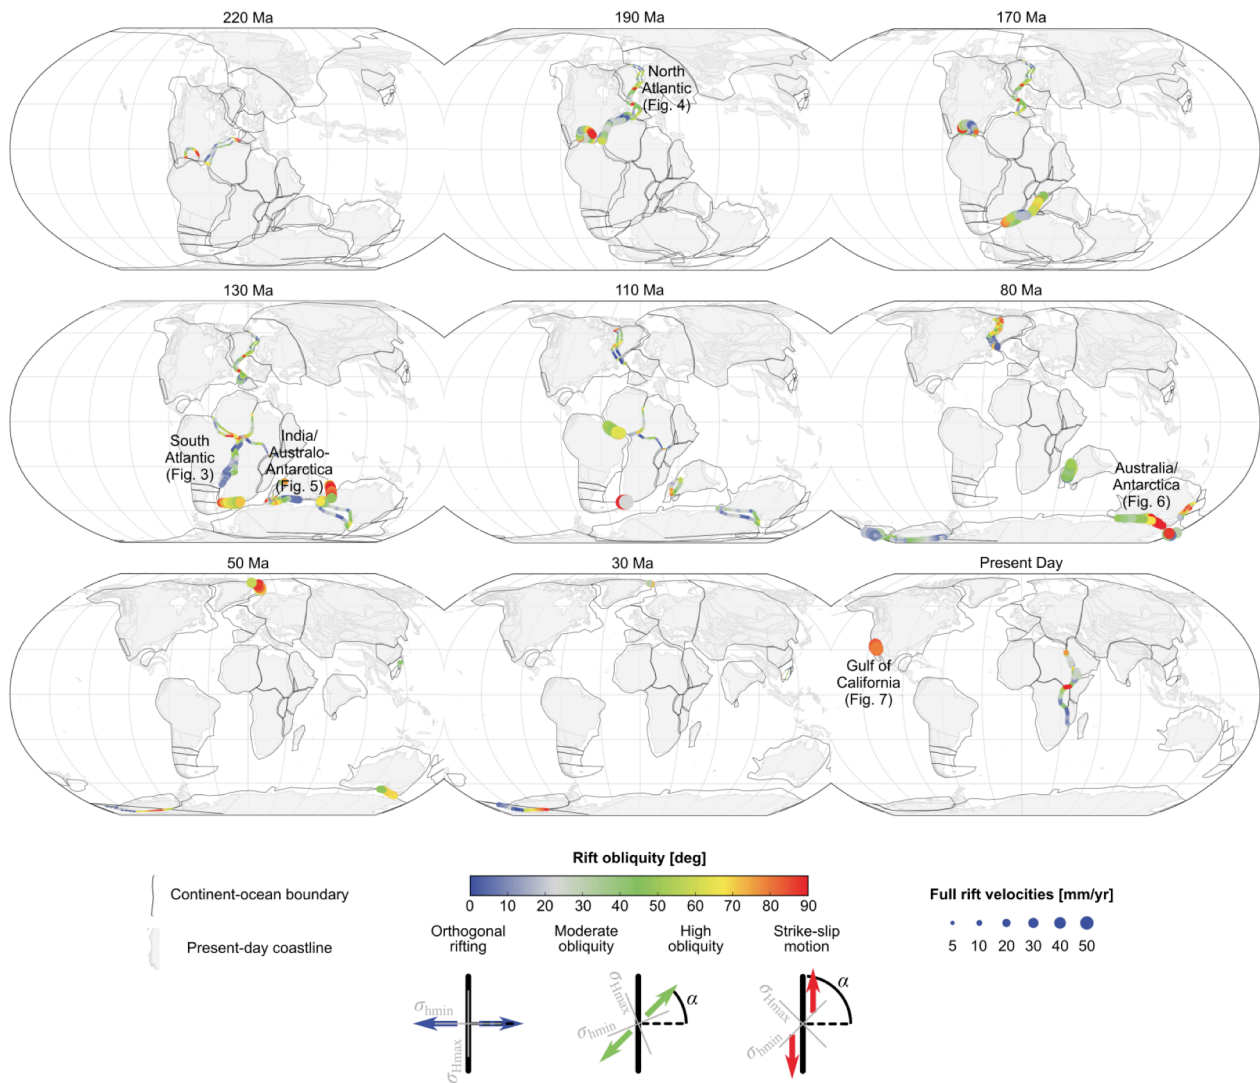 220 Ma
190 Ma
170 Ma
North
Atlantic
(Fig. 4)
130 Ma
110 Ma
80 Ma
South
Atlantic
(Fig. 3)
India/
Australo-
Antarctica
(Fig. 5)
Australia/
Antarctica
(Fig. 6)
50 Ma
30 Ma
Present Day
Gulf of
California
(Fig. 7)
Continent-ocean boundary
Present-day coastline
Rift obliquity [deg]
0 10 20 30 40 50 60 70 80 90
Orthogonal
rifting
Moderate
obliquity
High
obliquity
Strike-slip
motion
σhmin
σHmax
σHmax
σhmin
α
σHmax
σhmin
α
Full rift velocities [mm/yr]
5 10 20 30 40 50